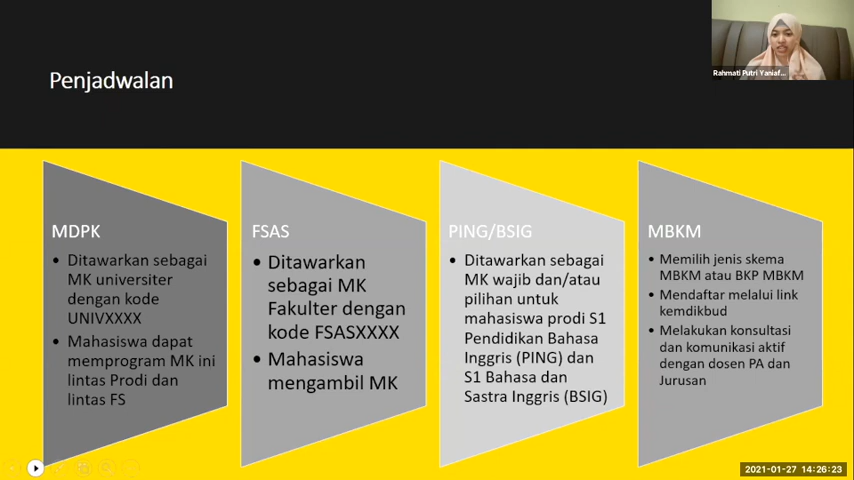 Penjadwalan
Rahmati Putri Yaniaf...
MDPK
• Ditawarkan sebagai
MK universiter
dengan kode
UNIVXXXX
• Mahasiswa dapat
memprogram MK ini
lintas Prodi dan
lintas FS
FSAS
• Ditawarkan
sebagai MK
Fakulter dengan
kode FSASXXXX
• Mahasiswa
mengambil MK
PING/BSIG
• Ditawarkan sebagai
MK wajib dan/atau
pilihan untuk
mahasiswa prodi S1
Pendidikan Bahasa
Inggris (PING) dan
S1 Bahasa dan
Sastra Inggris (BSIG)
MBKM
• Memilih jenis skema
MBKM atau BKP MBKM
• Mendaftar melalui link
kemdikbud
• Melakukan konsultasi
dan komunikasi aktif
dengan dosen PA dan
Jurusan
2021-01-27 14:26:23